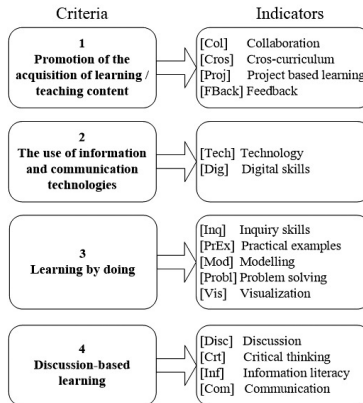 Criteria
Indicators
1
Promotion of the
acquisition of learning /
teaching content
[Col] Collaboration
[Cros] Cros-curriculum
[Proj] Project based learning
[FBack] Feedback
2
The use of information
and communication
technologies
[Tech] Technology
[Dig] Digital skills
3
Learning by doing
[Inq] Inquiry skills
[PrEx] Practical examples
[Mod] Modelling
[Probl] Problem solving
[Vis] Visualization
4
Discussion-based
learning
[Disc] Discussion
[Crt] Critical thinking
[Inf] Information literacy
[Com] Communication